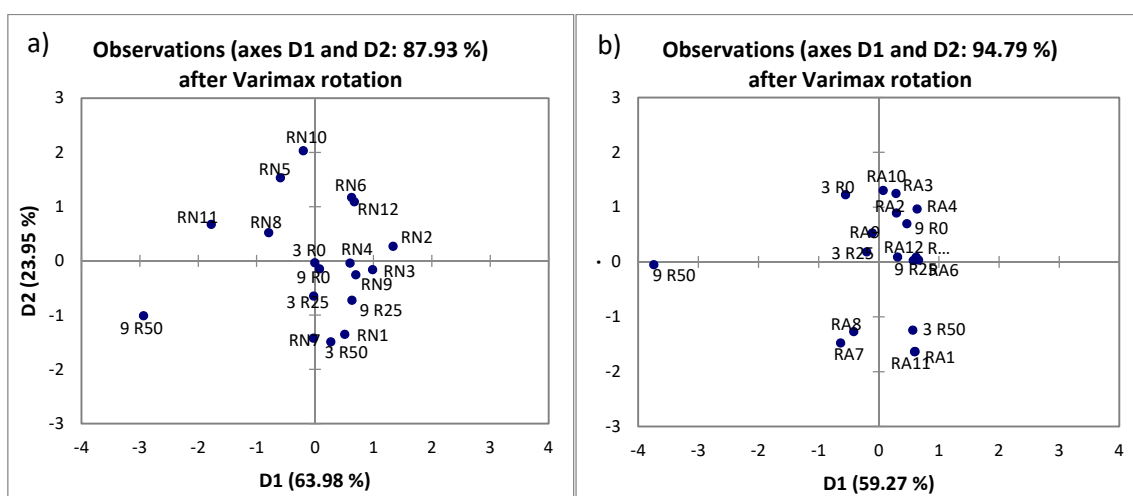 a)
Observations (axes D1 and D2: 87.93 %)
after Varimax rotation
3
2
1
0
-1
-2
-3
-4
-3
-2
-1
0
1
2
3
4
D2 (23.95 %)
D1 (63.98 %)
RN10
RN5
RN6
RN12
RN11
RN8
RN2
3 R0
RN4
9 R0
RN3
RN9
3 R25
9 R25
9 R50
RN7
RN1
3 R50
b)
Observations (axes D1 and D2: 94.79 %)
after Varimax rotation
3
2
1
0
-1
-2
-3
-4
-3
-2
-1
0
1
2
3
4
D1 (59.27 %)
RA10
3 R0
RA3
RA2
RA4
9 R0
RA9
3 R25
RA12
R...
9 R25
RA6
9 R50
RA8
3 R50
RA7
RA11
RA1